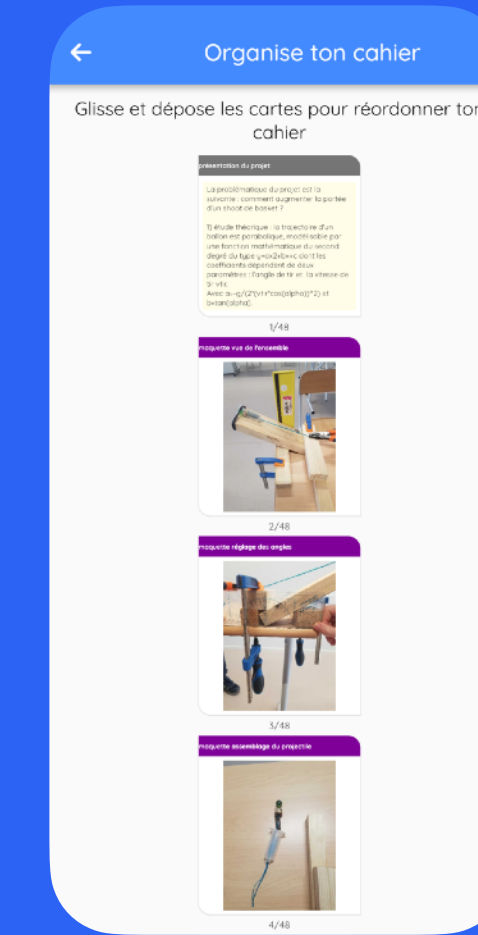 Organise ton cahier
Glisse et dépose les cartes pour réordonner ton
cahier
présentation du projet
La problématique du projet est la
suivante : comment augmenter la portée
d'un shoot de basket ?
1) étude théorique : la trajectoire d'un
ballon est parabolique, modélisable par
une fonction mathématique du second
degré du type y=ax2+bx+c dont les
coefficients dépendent de deux
paramètres : l'angle de tir et la vitesse de
tir v1x
Avec a=-g/(2*(v1x*cos(alpha))^2) et
b=tan(alpha).
1/48
maquette vue de l'ensemble
2/48
maquette réglage des angles
3/48
maquette assemblage du projectile
4/48